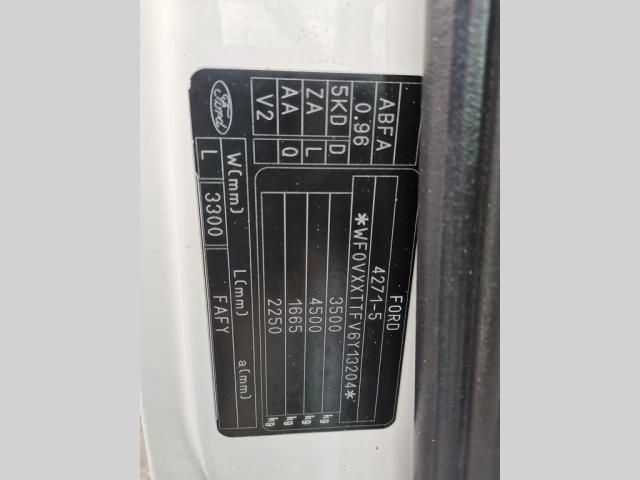 FORD
4271-5
*WF0VXXTTFV6Y13204*
3500 kg
4500 kg
1665 kg
2250 kg
ABFA
0.96
5KD D
ZA L
AA Q
V2
Ford
W(mm) L(mm) a(mm)
L 3300 FAFY